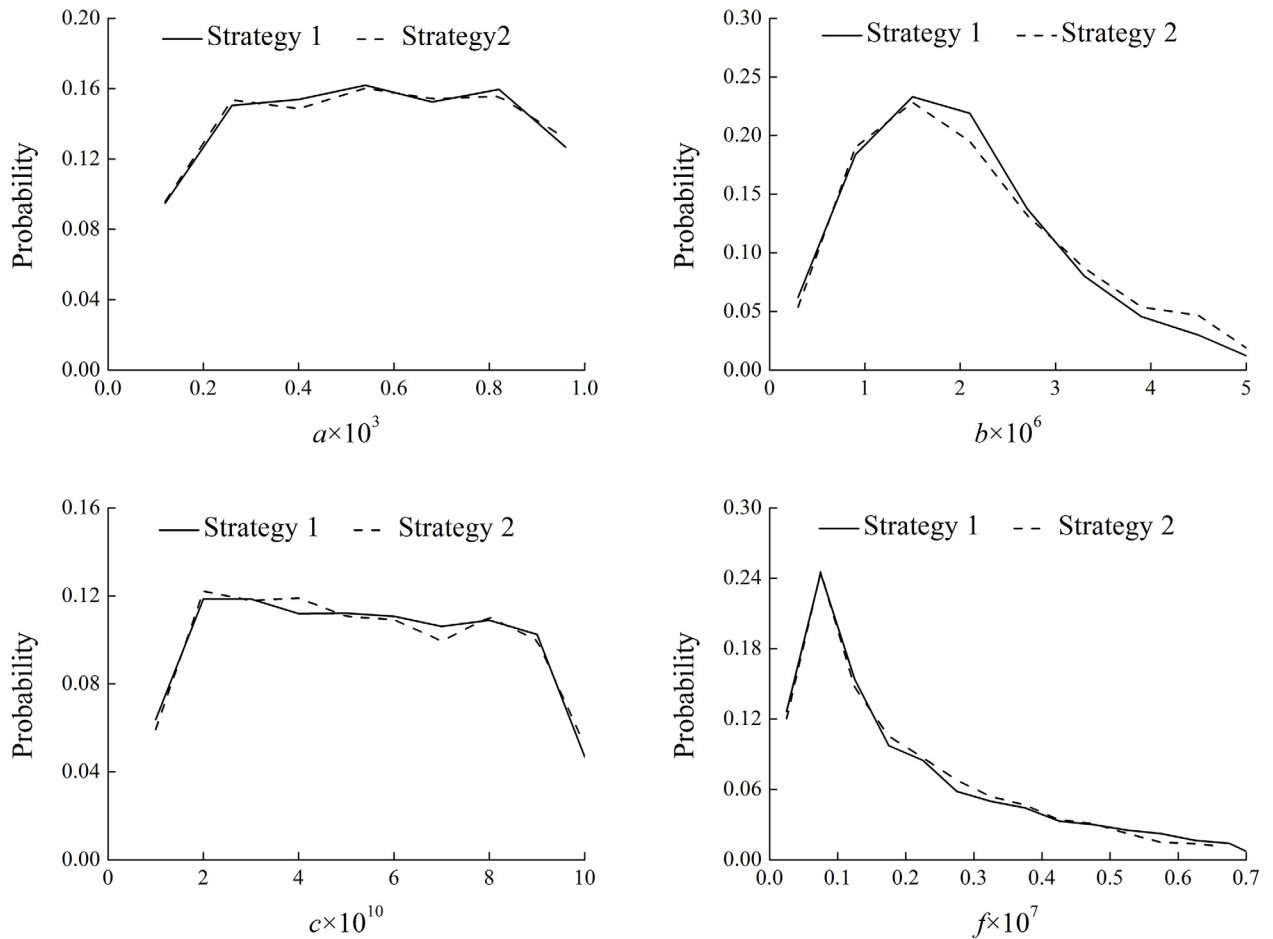 0.20
Strategy 1
Strategy2
0.16
0.12
0.08
0.04
0.00
Probability
0.0 0.2 0.4 0.6 0.8 1.0
a×10³
0.30
Strategy 1
Strategy 2
0.25
0.20
0.15
0.10
0.05
0.00
Probability
0 1 2 3 4 5
b×10⁶
0.16
Strategy 1
Strategy 2
0.12
0.08
0.04
0.00
Probability
0 2 4 6 8 10
c×10¹⁰
0.30
Strategy 1
Strategy 2
0.24
0.18
0.12
0.06
0.00
Probability
0.0 0.1 0.2 0.3 0.4 0.5 0.6 0.7
f×10⁷